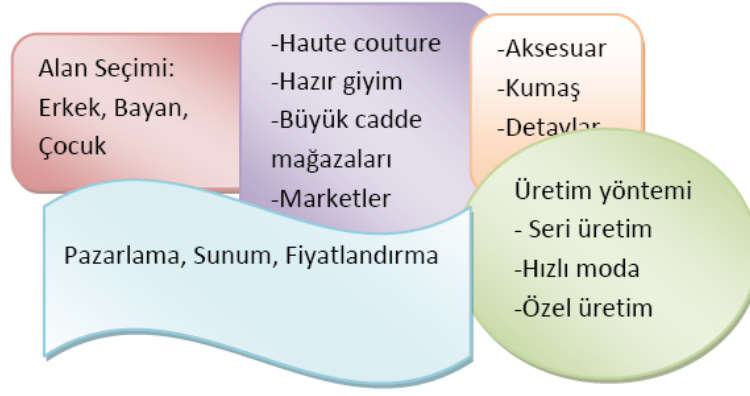 Alan Seçimi:
Erkek, Bayan,
Çocuk
-Haute couture
-Hazır giyim
-Büyük cadde
mağazaları
-Marketler
-Aksesuar
-Kumaş
-Detaylar
Üretim yöntemi
- Seri üretim
-Hızlı moda
-Özel üretim
Pazarlama, Sunum, Fiyatlandırma